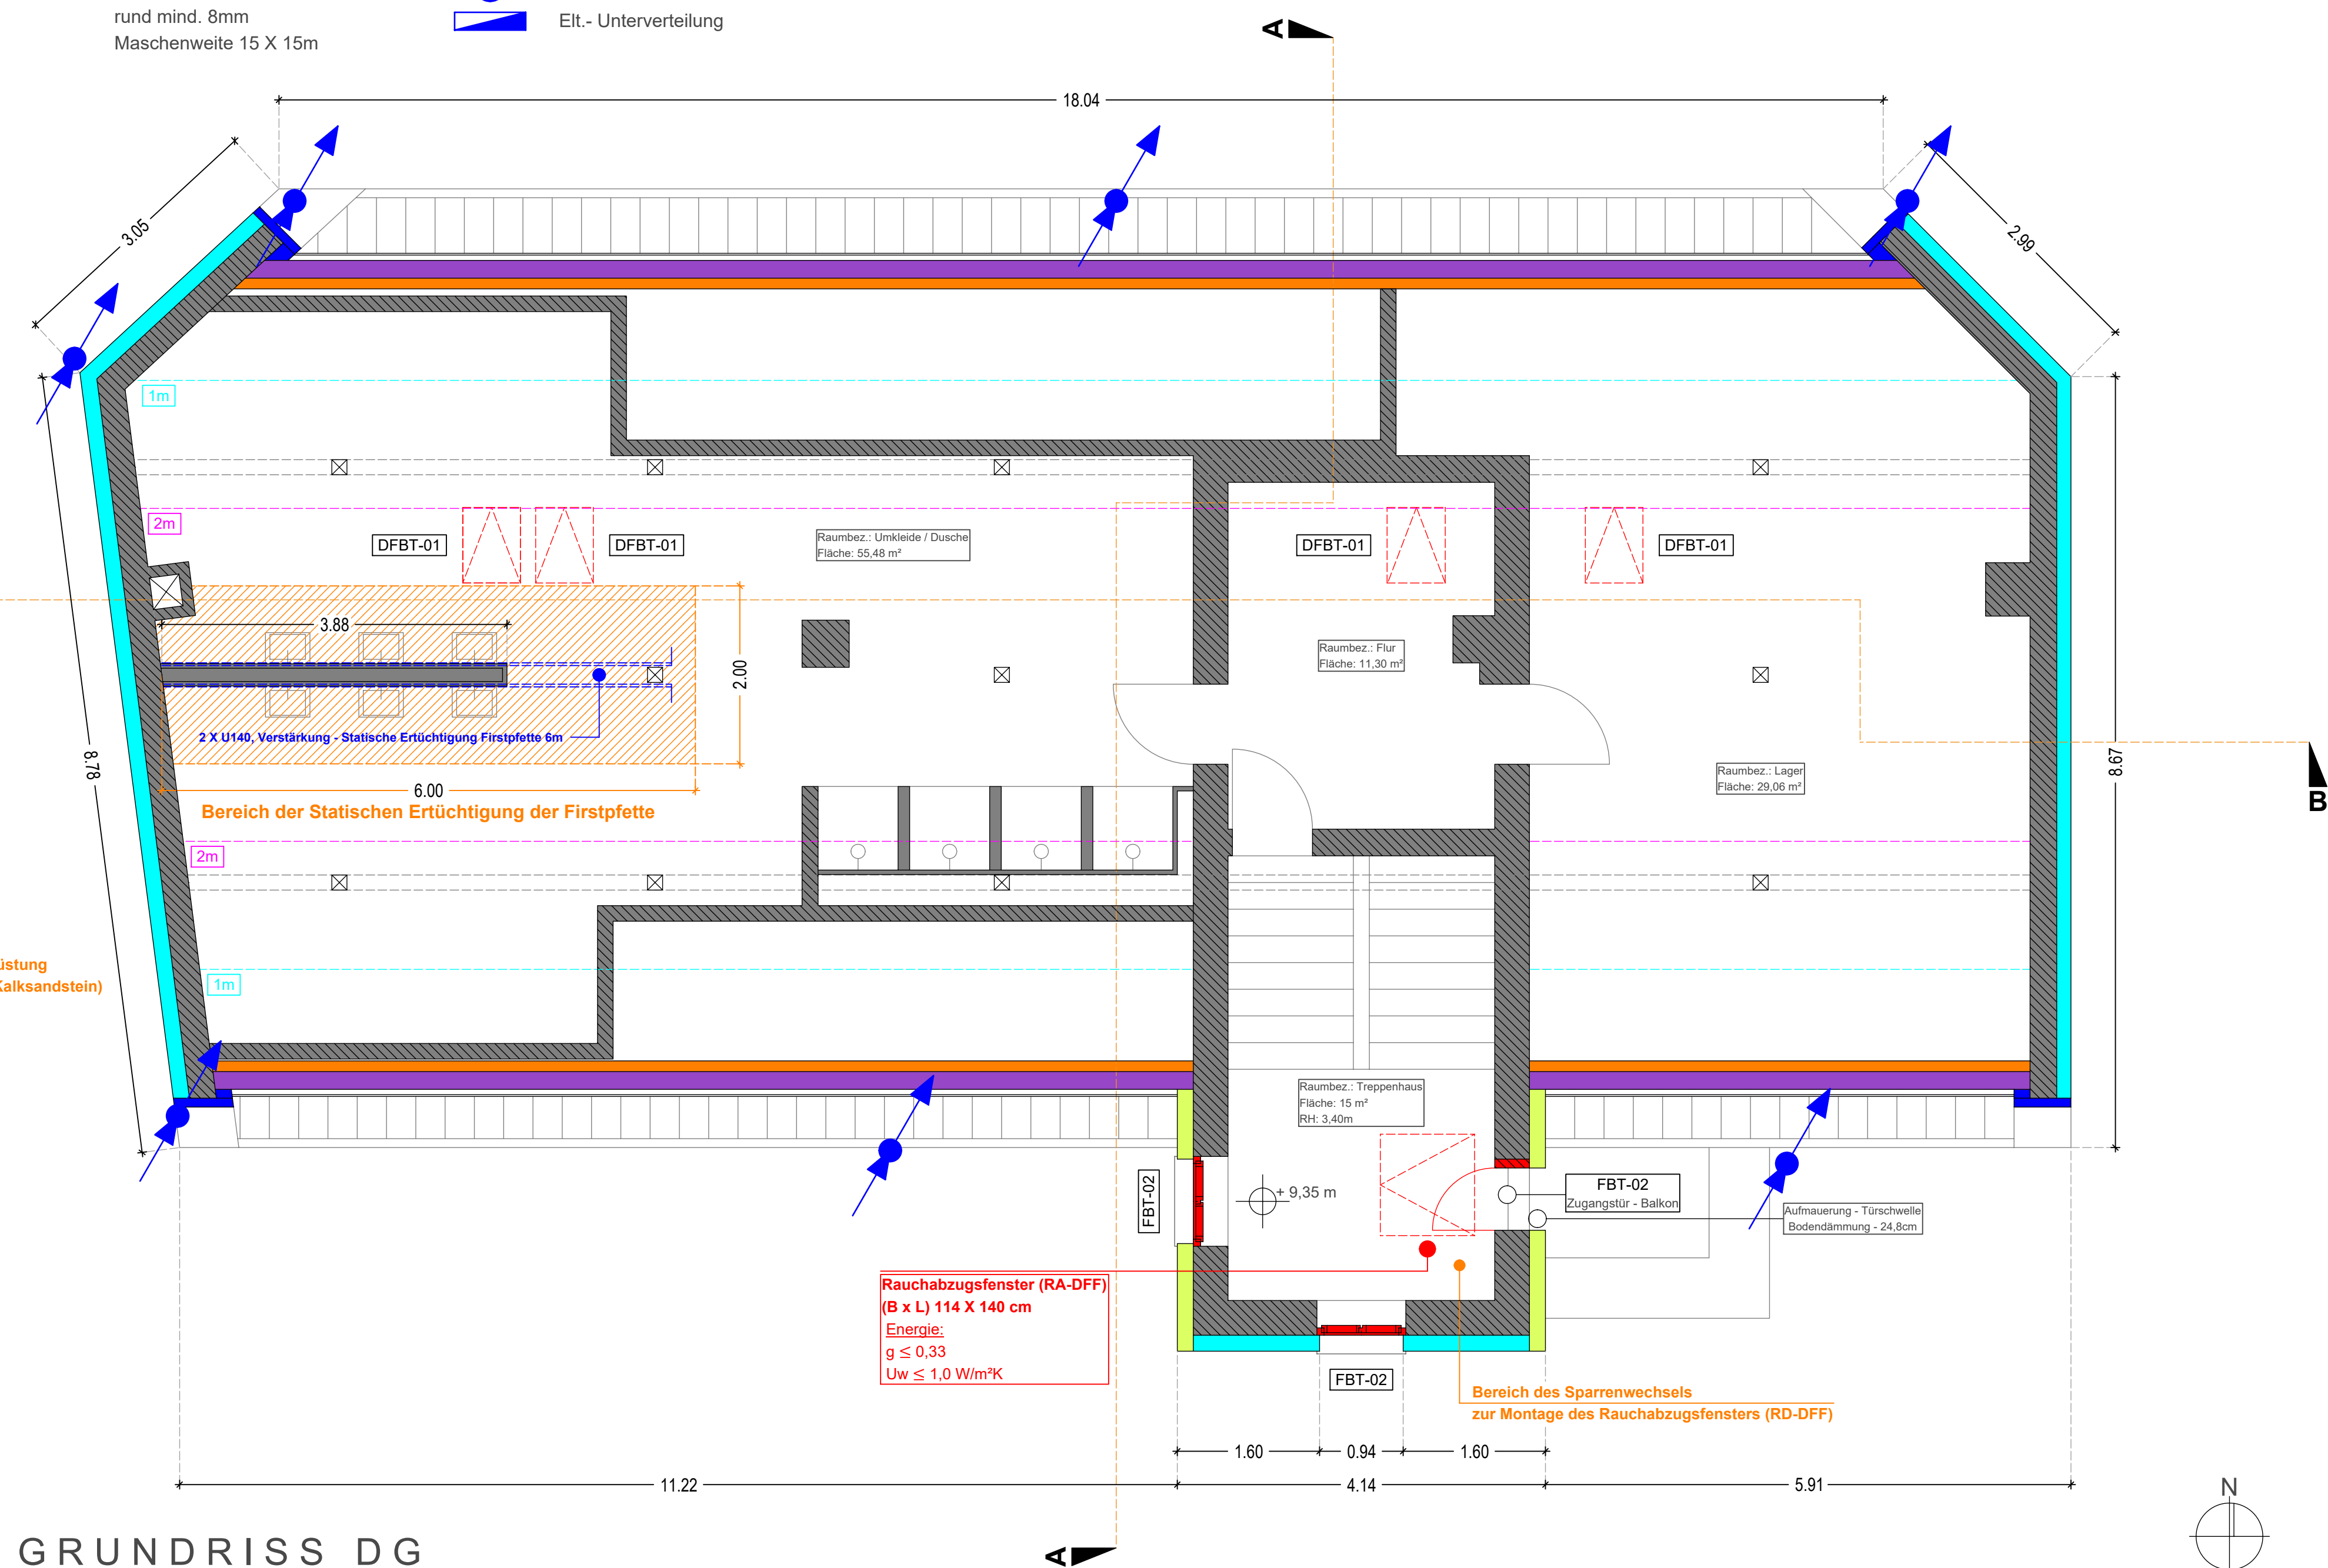 rund mind. 8mm
Maschenweite 15 X 15m
Elt.- Unterverteilung
A
18.04
3.05
2.99
1m
2m
DFBT-01
DFBT-01
Raumbez.: Umkleide / Dusche
Fläche: 55,48 m²
DFBT-01
DFBT-01
3.88
2.00
Raumbez.: Flur
Fläche: 11,30 m²
2 X U140, Verstärkung - Statische Ertüchtigung Firstpfette 6m
8.78
8.67
6.00
Bereich der Statischen Ertüchtigung der Firstpfette
Raumbez.: Lager
Fläche: 29,06 m²
B
2m
üstung
Kalksandstein)
1m
Raumbez.: Treppenhaus
Fläche: 15 m²
RH: 3,40m
FBT-02
+ 9,35 m
FBT-02
Zugangstür - Balkon
Aufmauerung - Türschwelle
Bodendämmung - 24,8cm
Rauchabzugsfenster (RA-DFF)
(B x L) 114 X 140 cm
Energie:
g ≤ 0,33
Uw ≤ 1,0 W/m²K
FBT-02
Bereich des Sparrenwechsels
zur Montage des Rauchabzugsfensters (RD-DFF)
1.60
0.94
1.60
11.22
4.14
5.91
N
GRUNDRISS DG
A